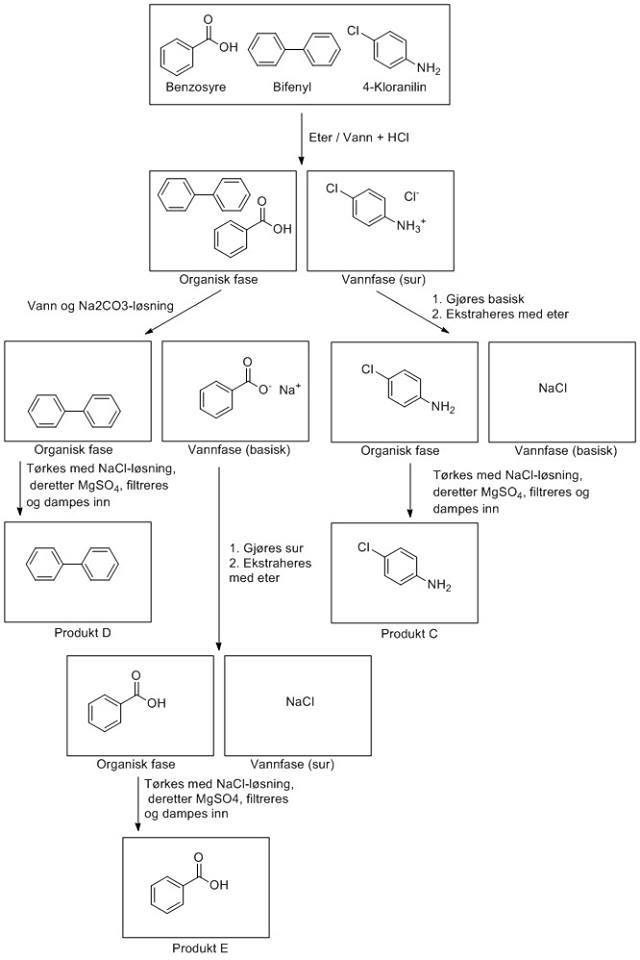 O
OH
Benzosyre
Bifenyl
Cl
NH2
4-Kloranilin
Eter / Vann + HCl
O
OH
Organisk fase
Cl
Cl-
NH3+
Vannfase (sur)
Vann og Na2CO3-løsning
1. Gjøres basisk
2. Ekstraheres med eter
Organisk fase
O
O- Na+
Vannfase (basisk)
Cl
NH2
Organisk fase
NaCl
Vannfase (basisk)
Tørkes med NaCl-løsning,
deretter MgSO4, filtreres
og dampes inn
Tørkes med NaCl-løsning,
deretter MgSO4, filtreres og
dampes inn
Produkt D
1. Gjøres sur
2. Ekstraheres
med eter
Cl
NH2
Produkt C
O
OH
Organisk fase
NaCl
Vannfase (sur)
Tørkes med NaCl-løsning,
deretter MgSO4, filtreres
og dampes inn
O
OH
Produkt E